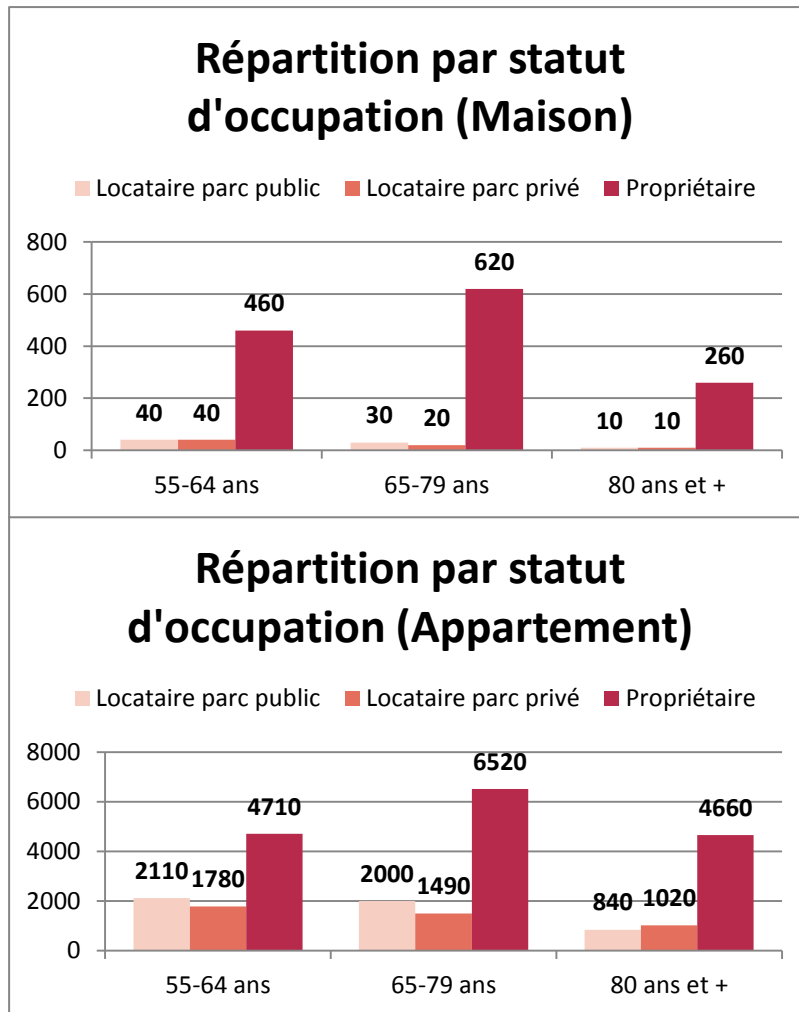 Répartition par statut
d'occupation (Maison)
Locataire parc public Locataire parc privé Propriétaire
800
600
400
200
0
40 40 460
30 20 620
10 10 260
55-64 ans 65-79 ans 80 ans et +
Répartition par statut
d'occupation (Appartement)
Locataire parc public Locataire parc privé Propriétaire
8000
6000
4000
2000
0
2110 1780 4710
2000 1490 6520
840 1020 4660
55-64 ans 65-79 ans 80 ans et +